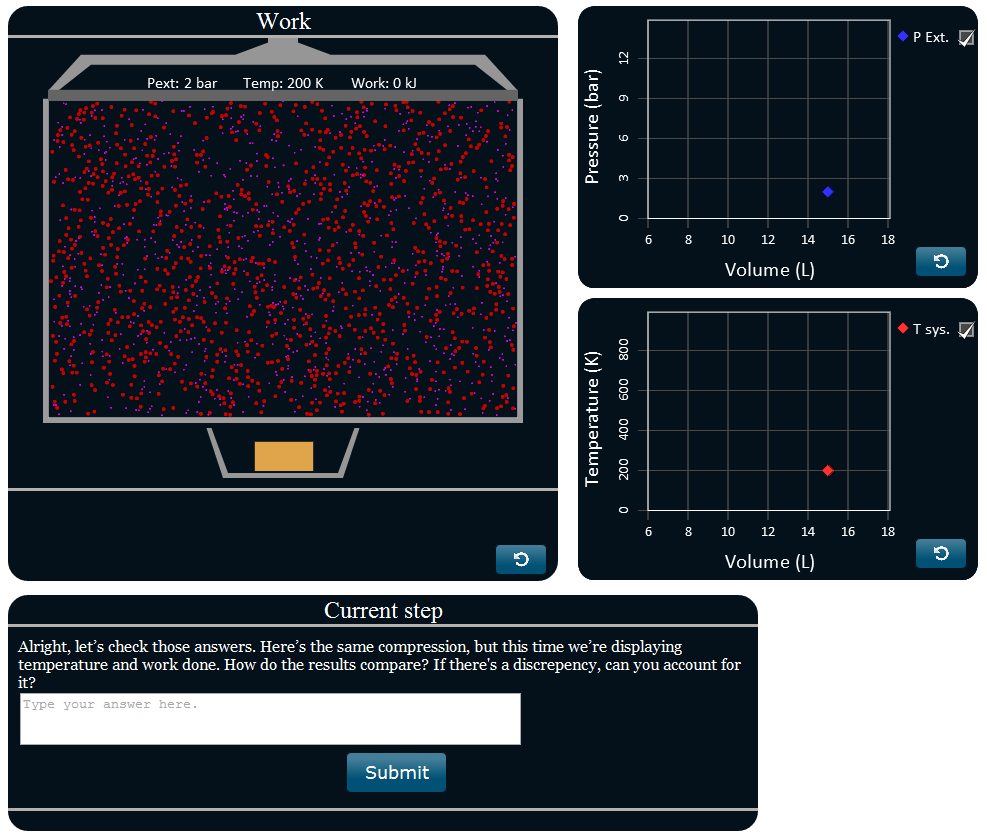 Work
Pext: 2 bar Temp: 200 K Work: 0 kJ
Pressure (bar)
12
9
6
3
0
6 8 10 12 14 16 18
Volume (L)
P Ext.
Temperature (K)
800
600
400
200
0
6 8 10 12 14 16 18
Volume (L)
T sys.
Current step
Alright, let’s check those answers. Here’s the same compression, but this time we’re displaying
temperature and work done. How do the results compare? If there's a discrepency, can you account for
it?
Type your answer here.
Submit